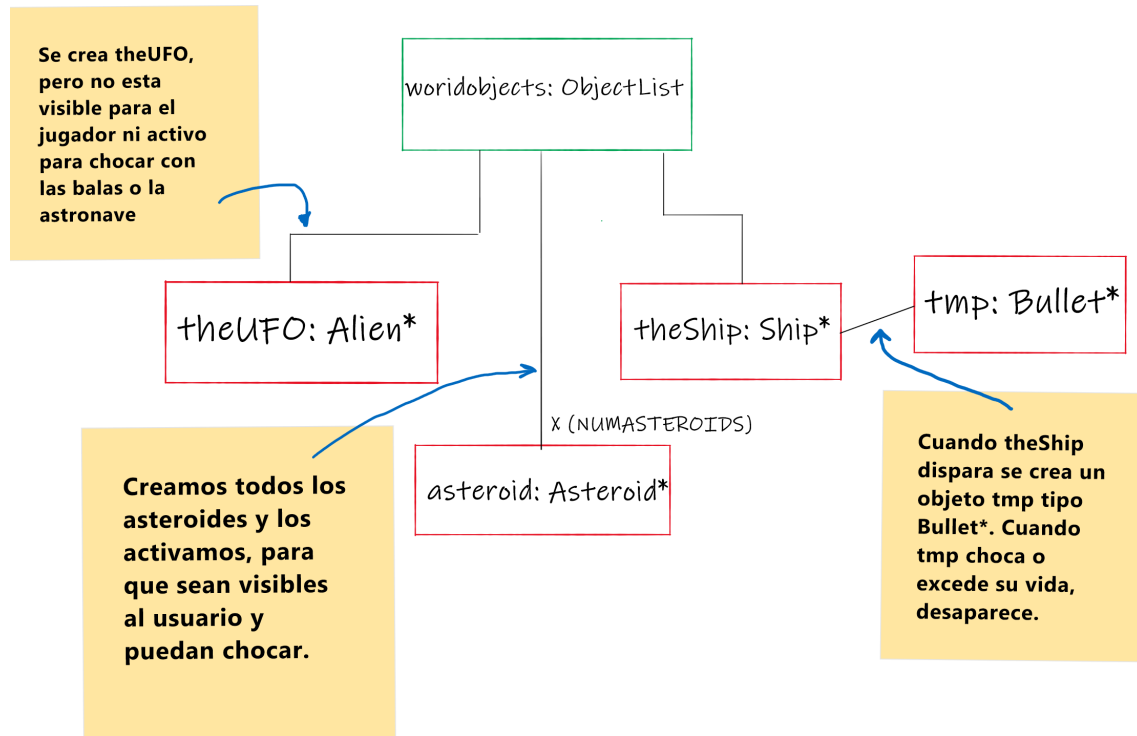 Se crea theUFO,
pero no esta
visible para el
jugador ni activo
para chocar con
las balas o la
astronave
woridobjects: ObjectList
theUFO: Alien*
theShip: Ship*
tmp: Bullet*
X (NUMASTEROIDS)
asteroid: Asteroid*
Creamos todos los
asteroides y los
activamos, para
que sean visibles
al usuario y
puedan chocar.
Cuando theShip
dispara se crea un
objeto tmp tipo
Bullet*. Cuando
tmp choca o
excede su vida,
desaparece.